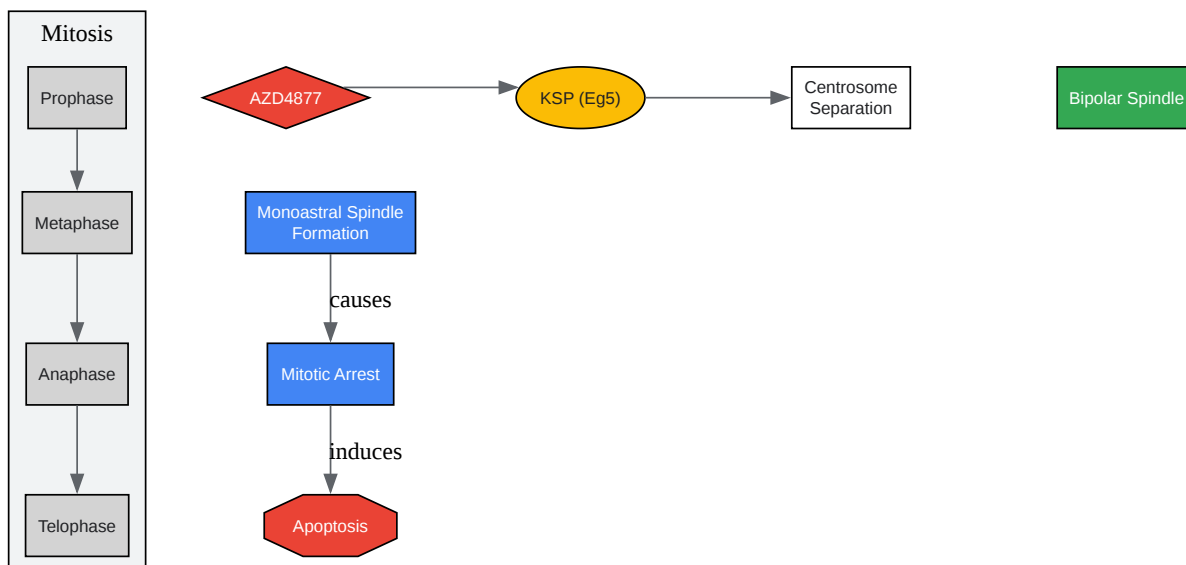 Mitosis
Prophase
AZD4877
KSP (Eg5)
Centrosome
Separation
Bipolar Spindle
Metaphase
Monoastral Spindle
Formation
causes
Anaphase
Mitotic Arrest
induces
Telophase
Apoptosis